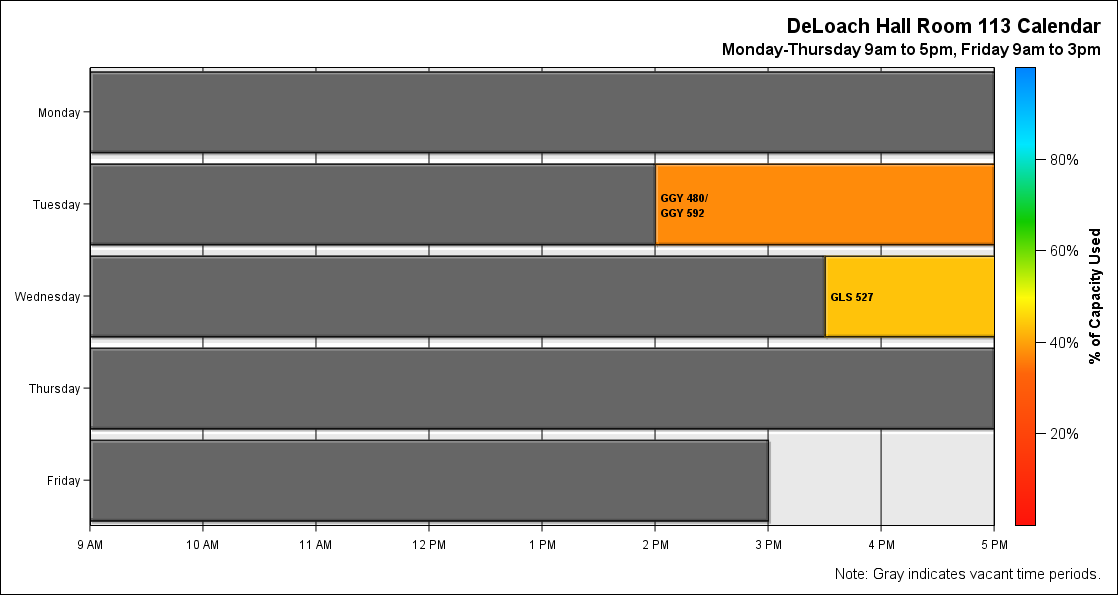 DeLoach Hall Room 113 Calendar
Monday-Thursday 9am to 5pm, Friday 9am to 3pm
Monday
Tuesday
GGY 480/
GGY 592
Wednesday
GLS 527
Thursday
Friday
9 AM 10 AM 11 AM 12 PM 1 PM 2 PM 3 PM 4 PM 5 PM
80%
60%
40%
20%
% of Capacity Used
Note: Gray indicates vacant time periods.